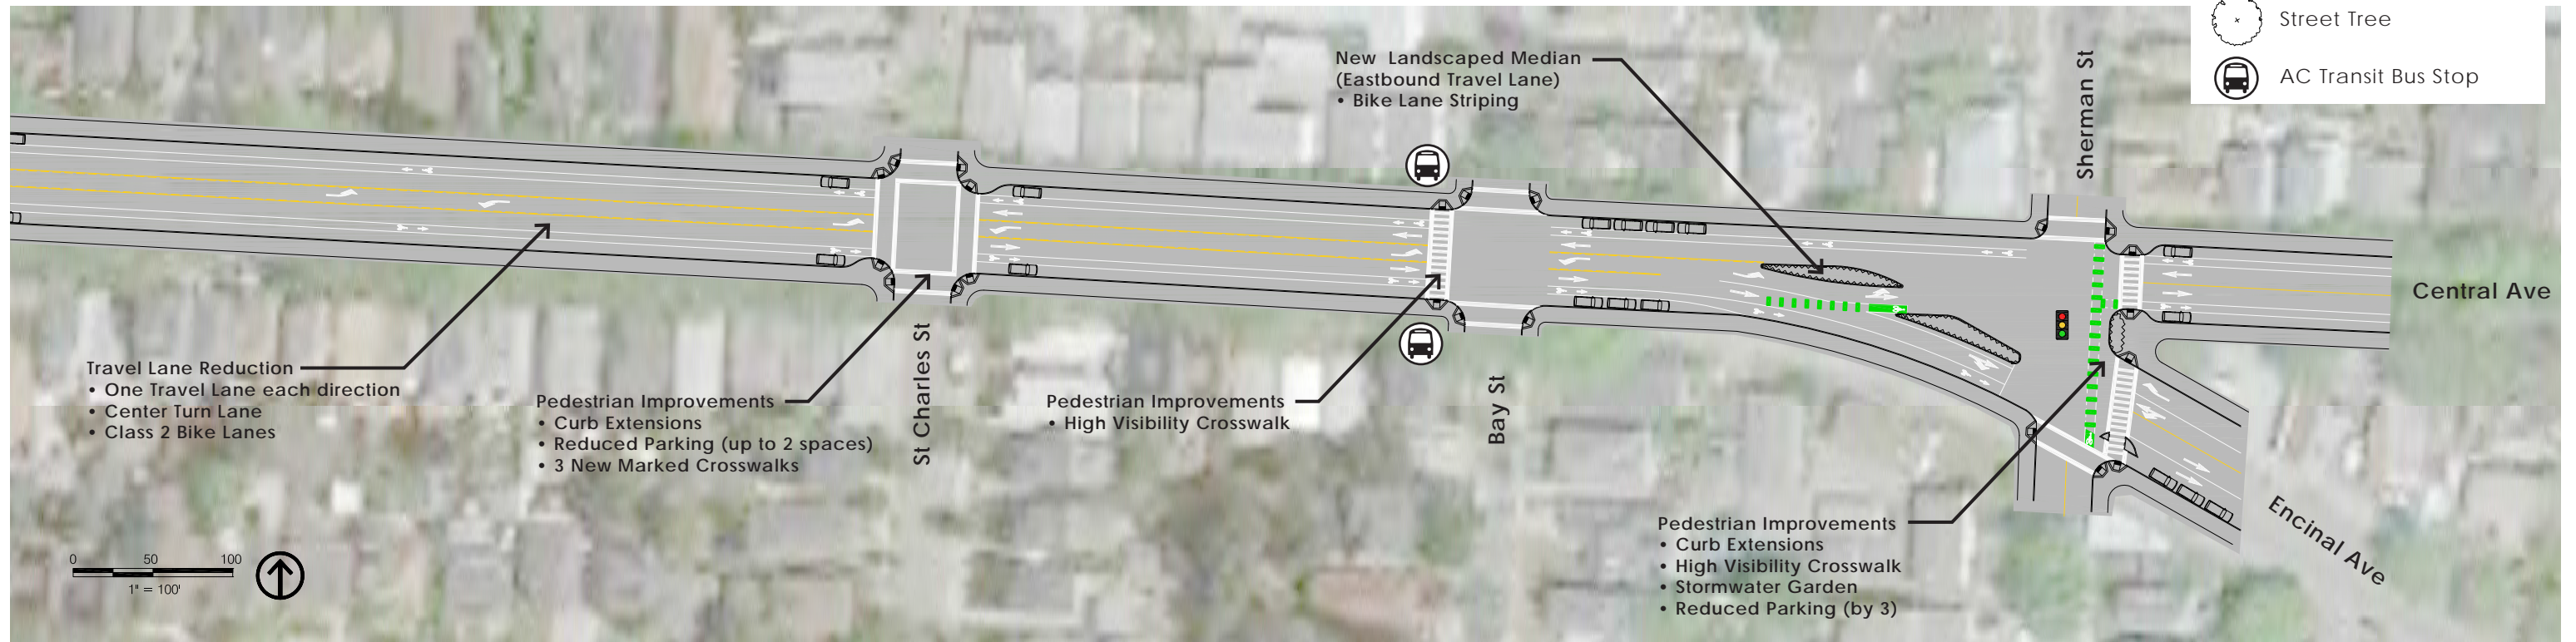 Street Tree
AC Transit Bus Stop
New Landscaped Median
(Eastbound Travel Lane)
• Bike Lane Striping
Sherman St
Central Ave
Travel Lane Reduction
• One Travel Lane each direction
• Center Turn Lane
• Class 2 Bike Lanes
Pedestrian Improvements
• Curb Extensions
• Reduced Parking (up to 2 spaces)
• 3 New Marked Crosswalks
St Charles St
Pedestrian Improvements
• High Visibility Crosswalk
Bay St
Pedestrian Improvements
• Curb Extensions
• High Visibility Crosswalk
• Stormwater Garden
• Reduced Parking (by 3)
Encinal Ave
0 50 100
1" = 100'